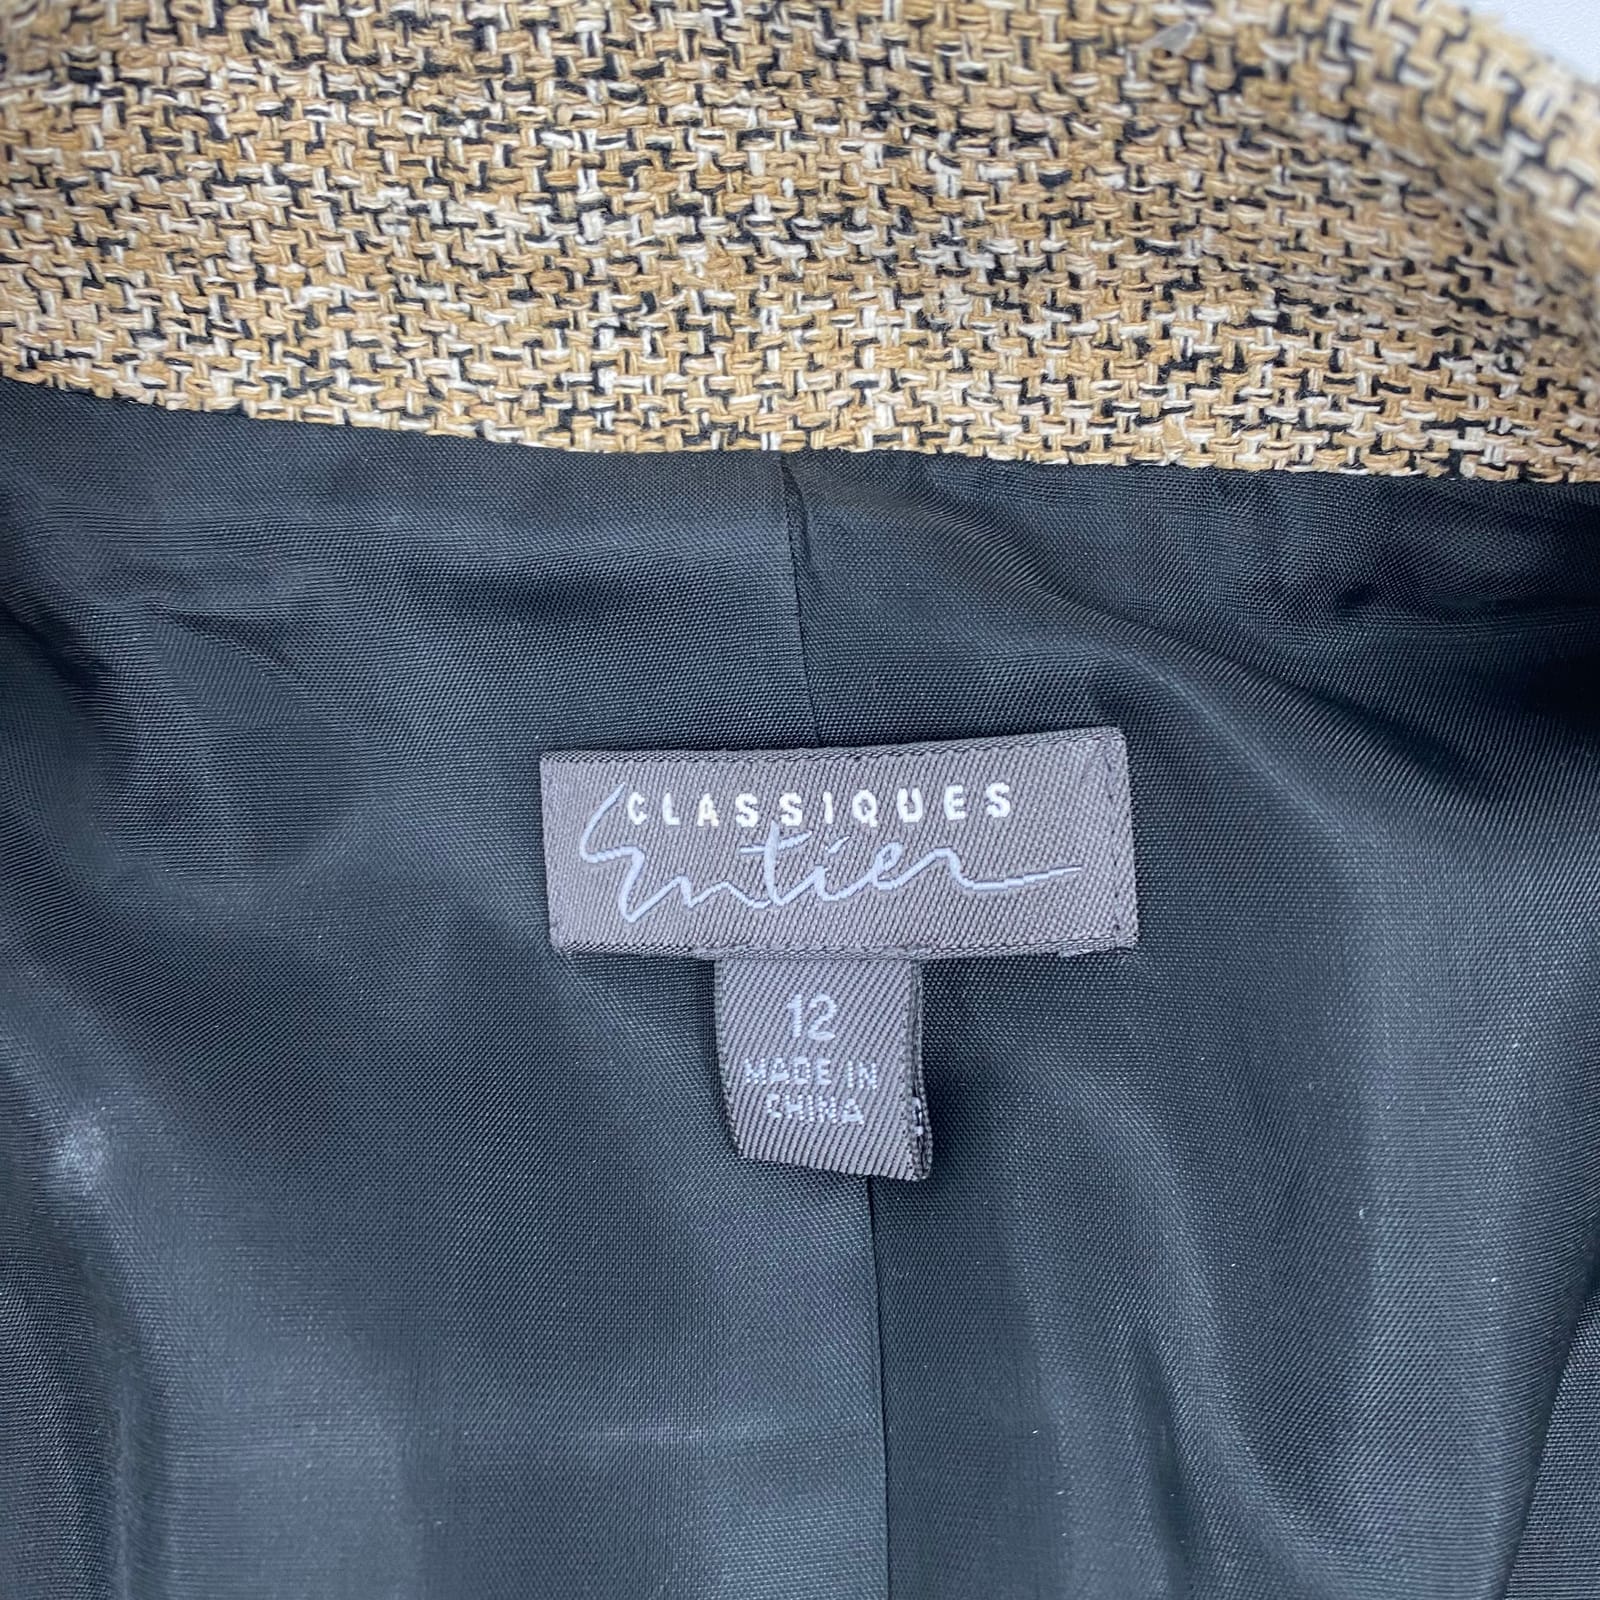 CLASSIQUES
Entier
12
MADE IN
CHINA